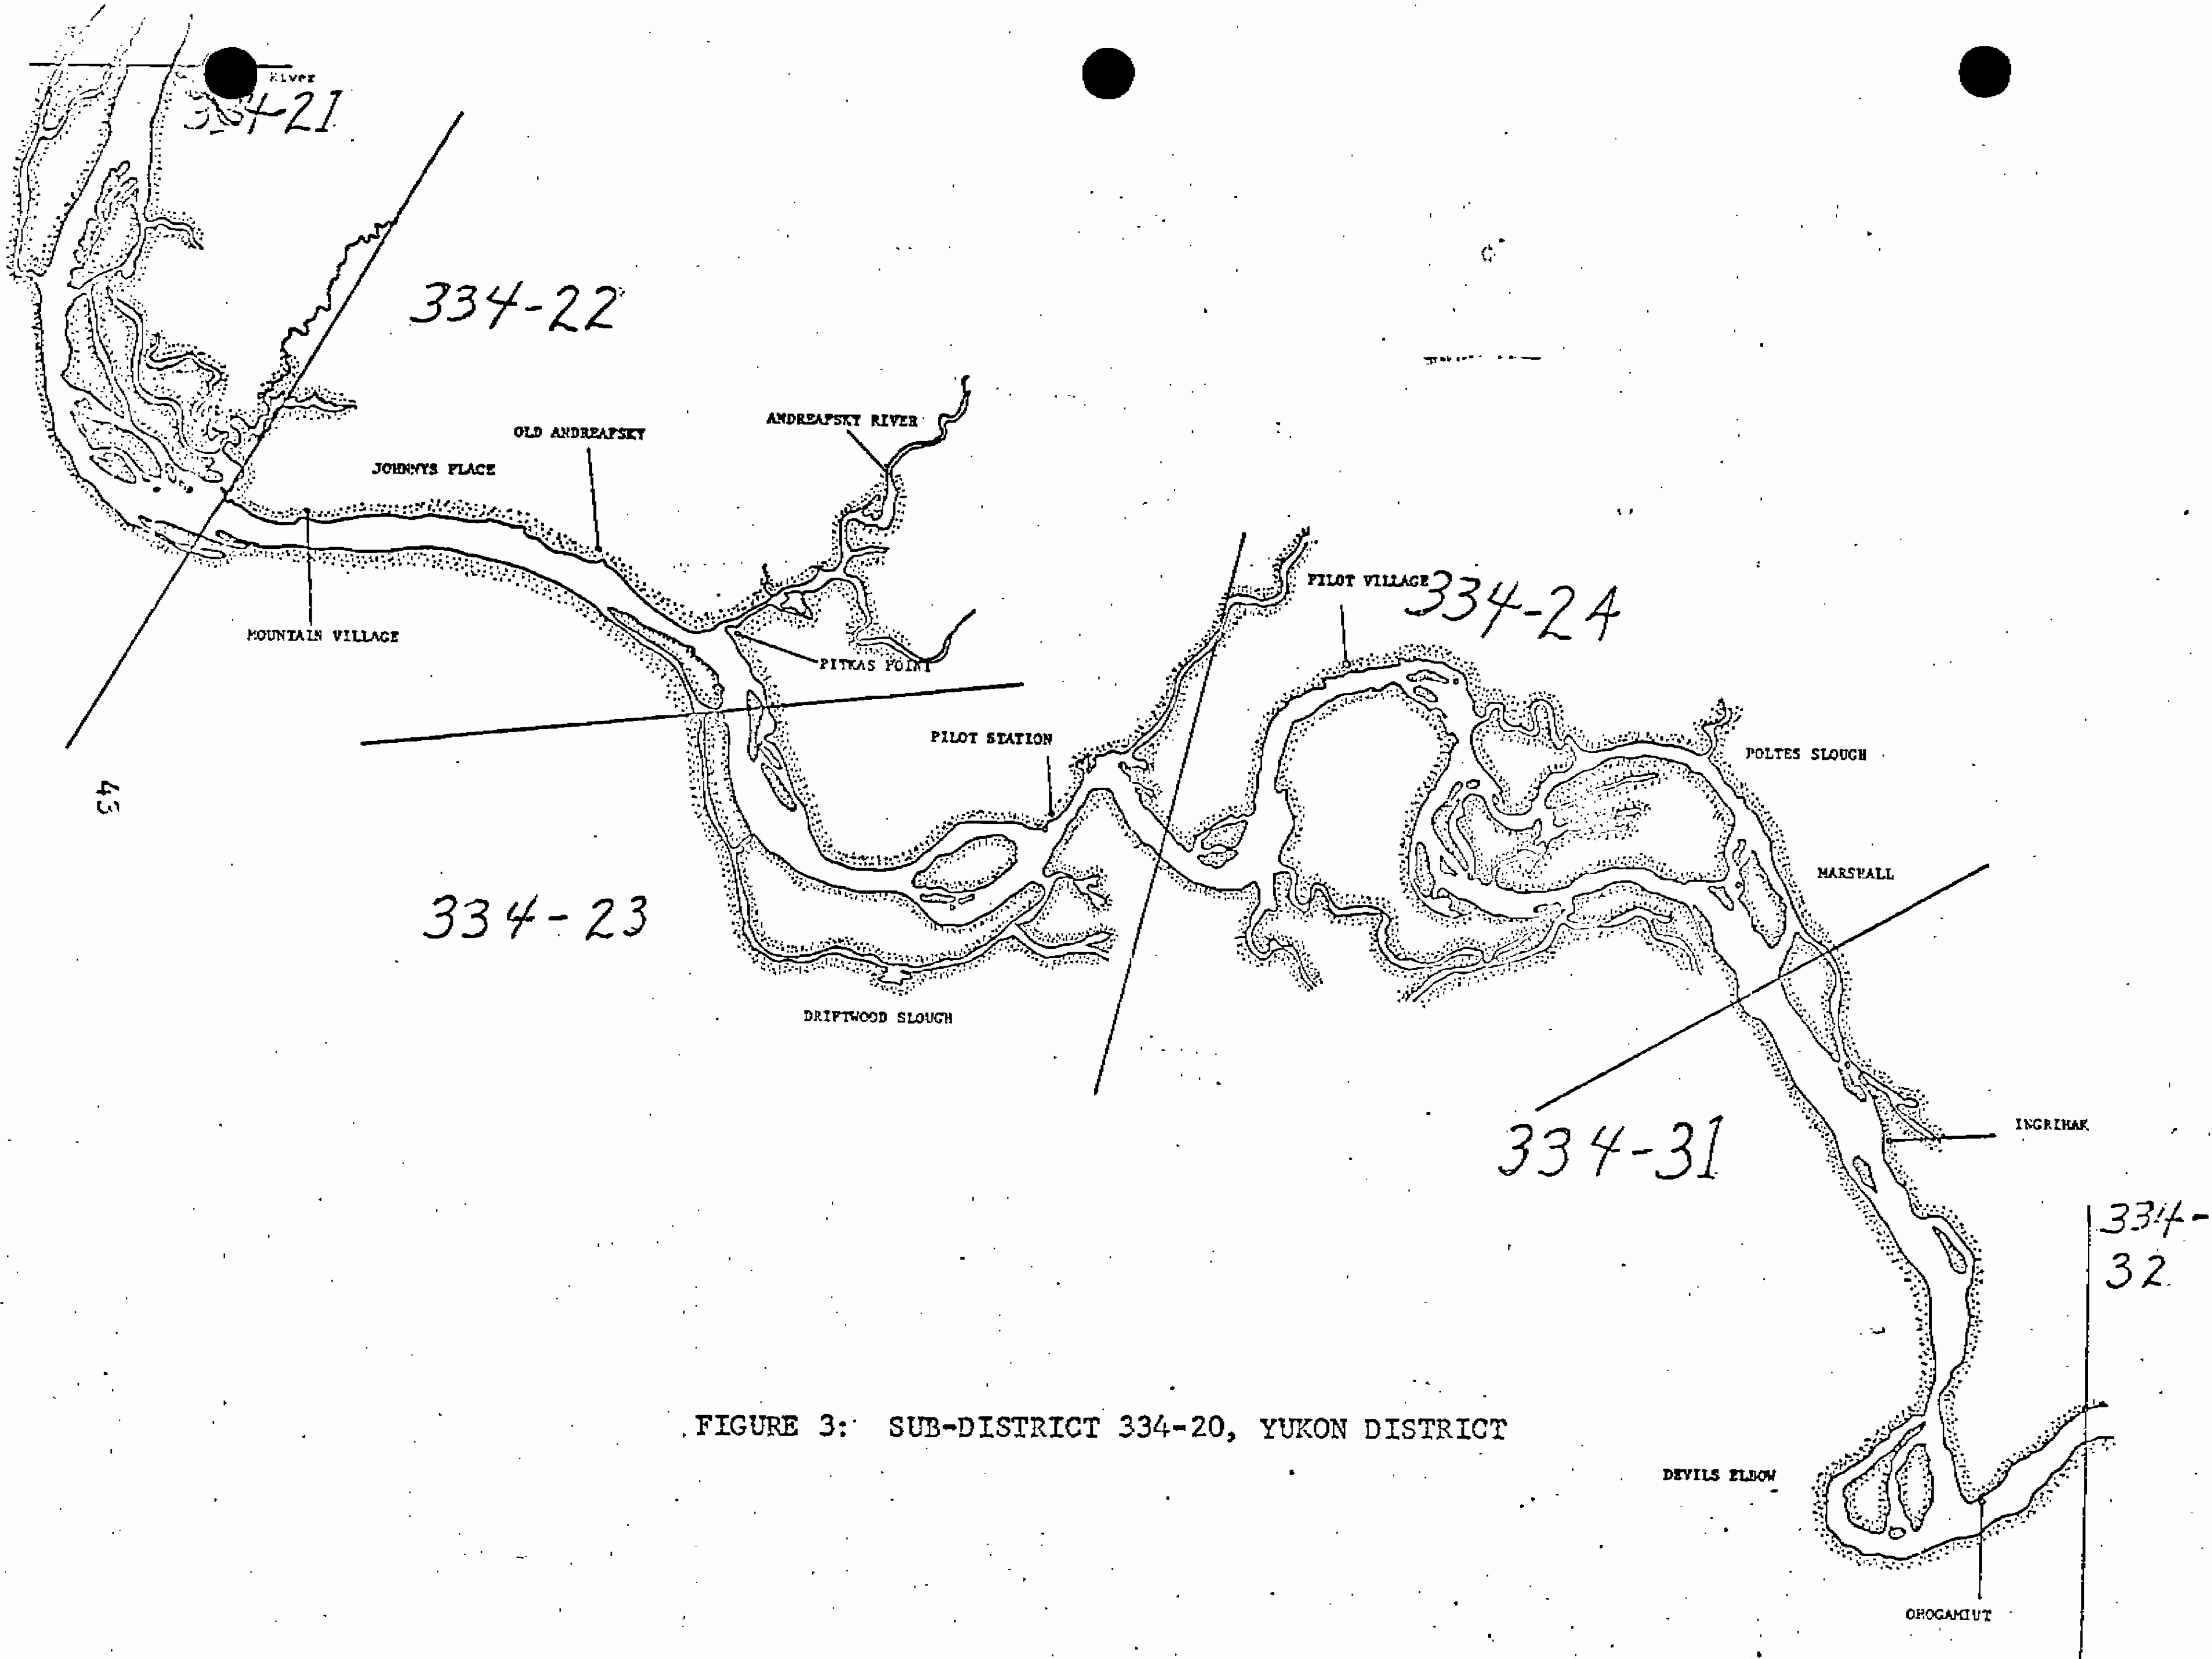 River
334-21
334-22
ANDREAFSKY RIVER
OLD ANDREAFSKY
JOHNNYS PLACE
MOUNTAIN VILLAGE
PITKAS POINT
PILOT VILLAGE
334-24
PILOT STATION
POLTES SLOUGH
43
MARSHALL
334-23
DRIFTWOOD SLOUGH
334-31
INGRIHAK
334-
32
FIGURE 3: SUB-DISTRICT 334-20, YUKON DISTRICT
DEVILS ELBOW
OHOGAMIUT